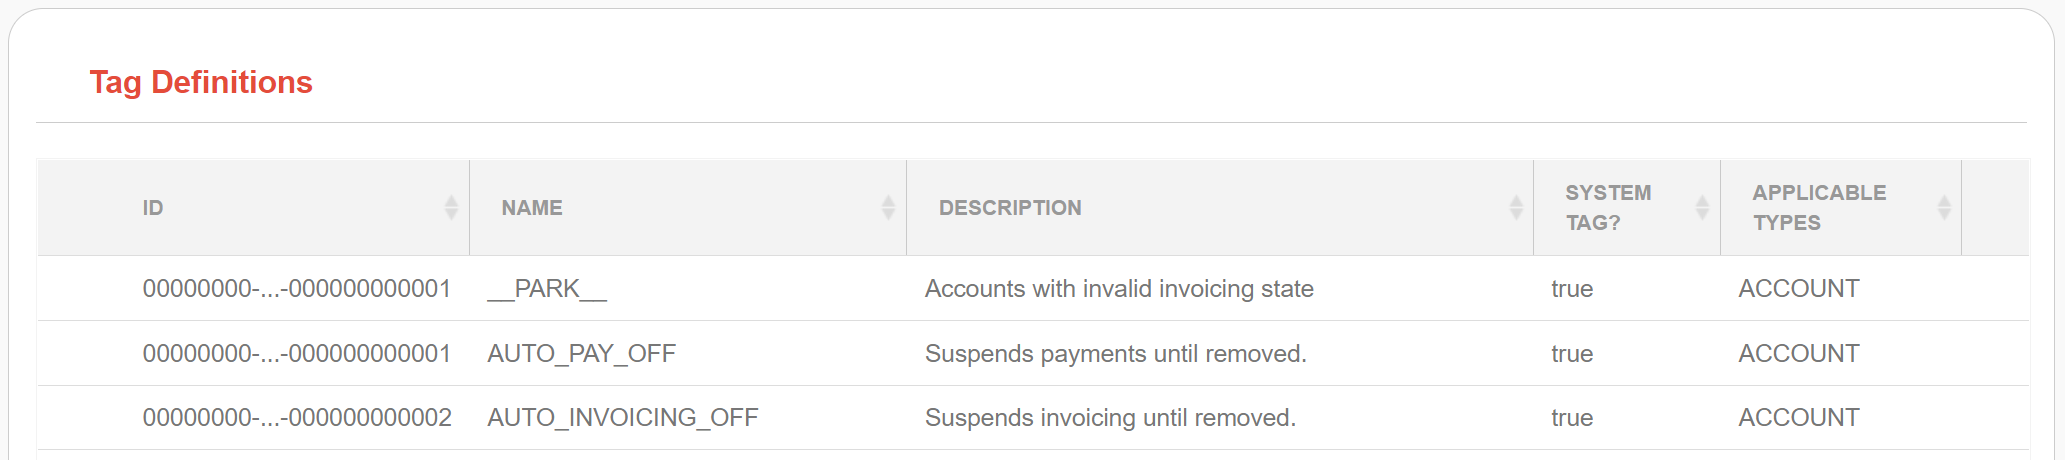 Tag Definitions
ID NAME DESCRIPTION SYSTEM TAG? APPLICABLE TYPES
00000000-...-000000000001 __PARK__ Accounts with invalid invoicing state true ACCOUNT
00000000-...-000000000001 AUTO_PAY_OFF Suspends payments until removed. true ACCOUNT
00000000-...-000000000002 AUTO_INVOICING_OFF Suspends invoicing until removed. true ACCOUNT